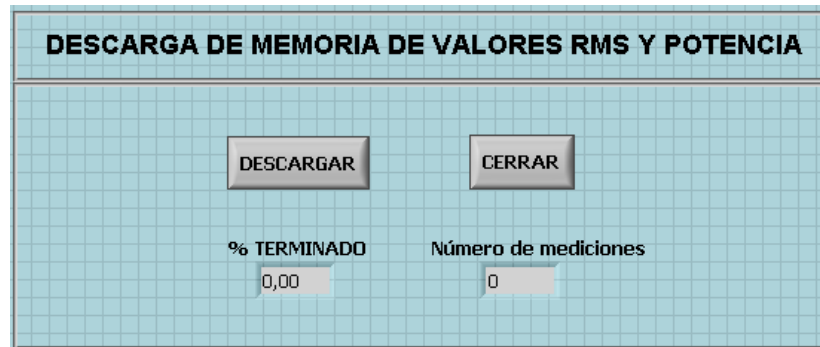 DESCARGA DE MEMORIA DE VALORES RMS Y POTENCIA
DESCARGAR CERRAR
% TERMINADO Número de mediciones
0,00 0